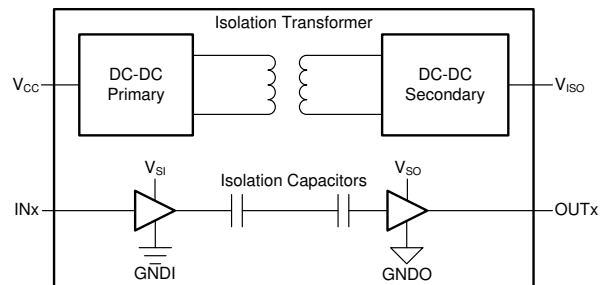 Isolation Transformer
DC-DC
Primary
DC-DC
Secondary
VCC
VISO
VSI
Isolation Capacitors
VSO
INx
OUTx
GNDI
GNDO